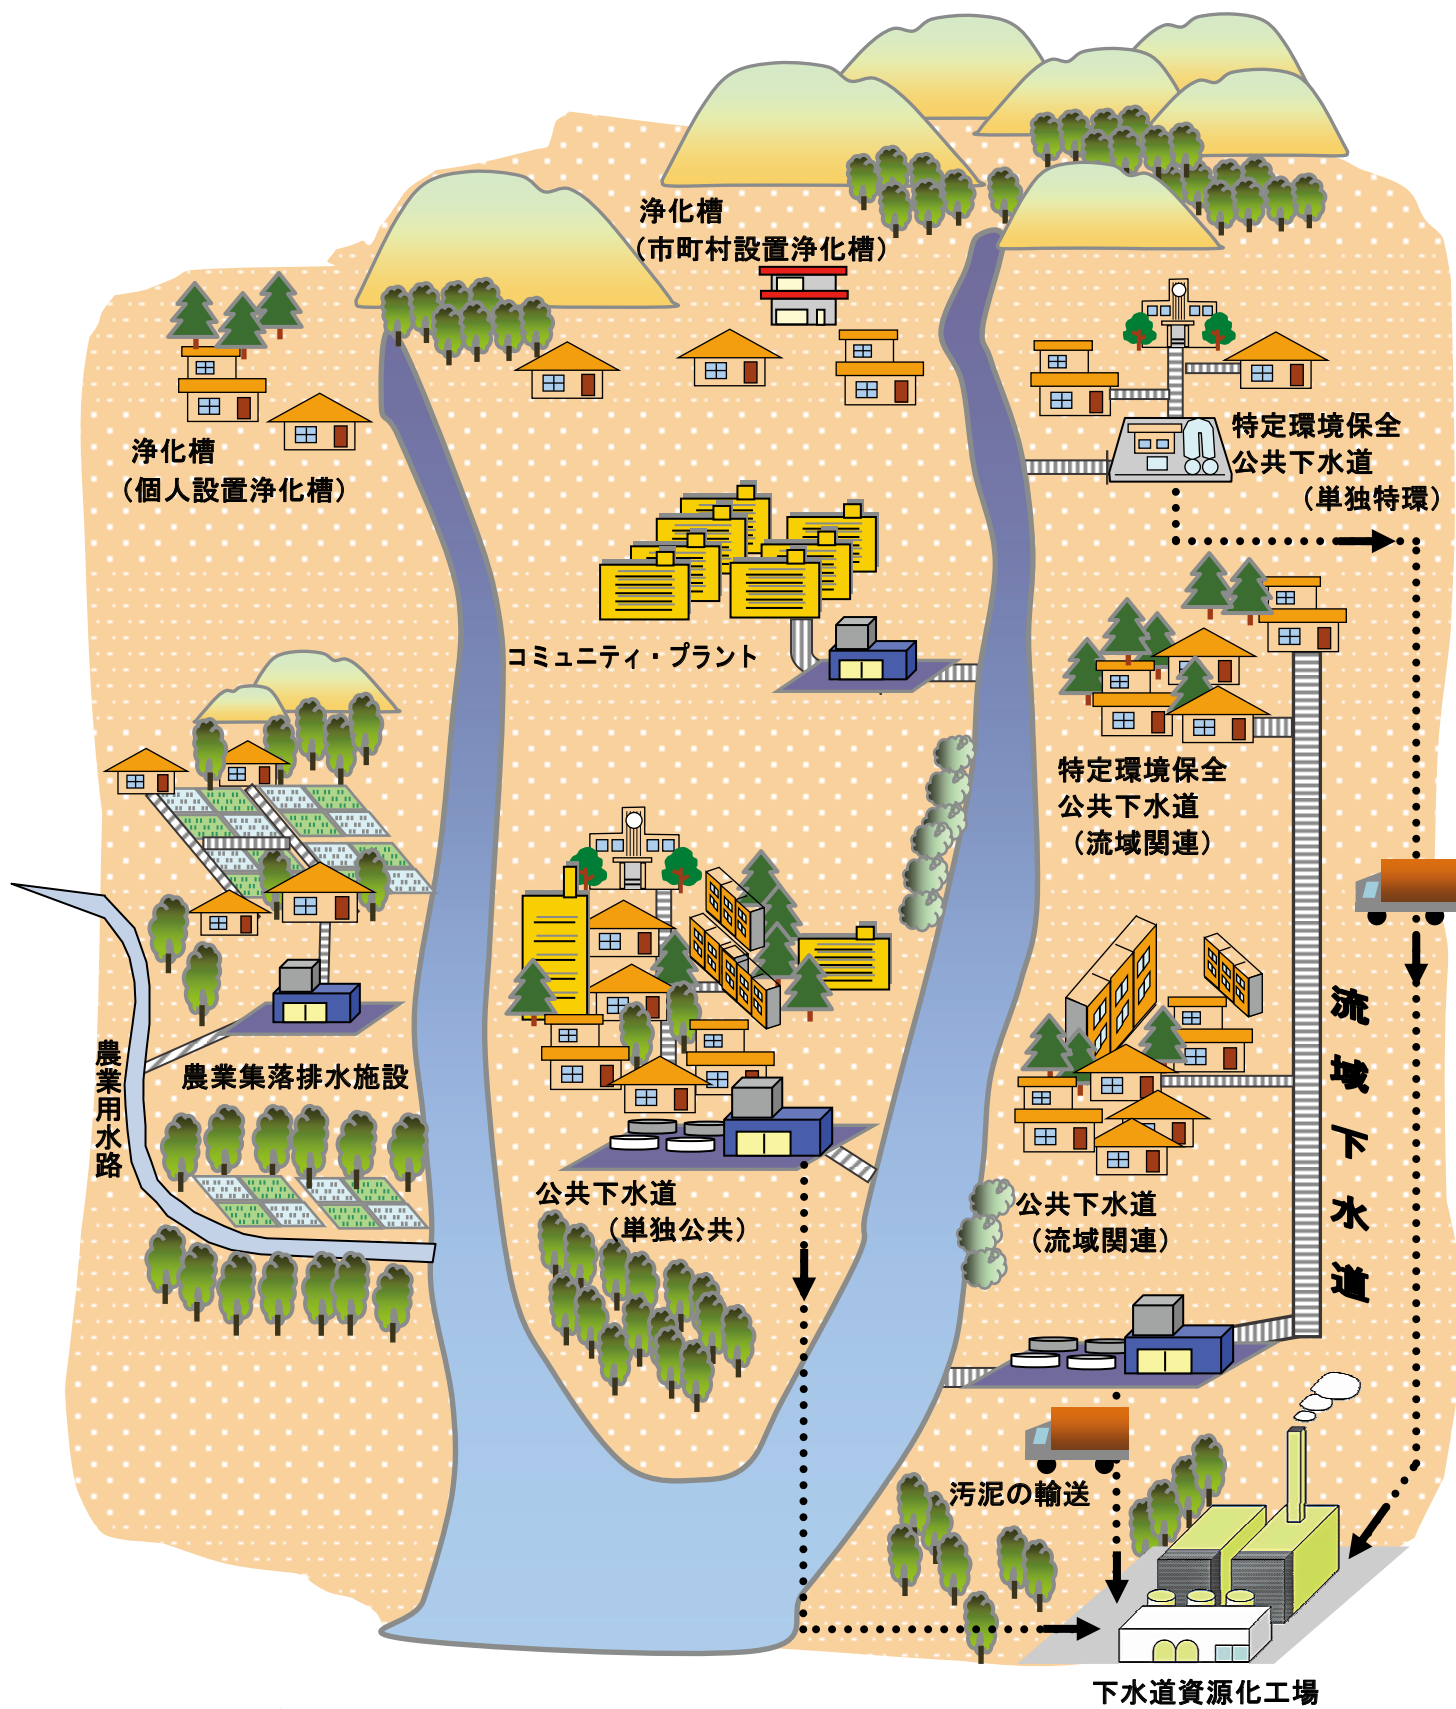 浄化槽
（市町村設置浄化槽）
浄化槽
（個人設置浄化槽）
特定環境保全
公共下水道
（単独特環）
コミュニティ・プラント
特定環境保全
公共下水道
（流域関連）
農業用水路
農業集落排水施設
流域下水道
公共下水道
（単独公共）
公共下水道
（流域関連）
汚泥の輸送
下水道資源化工場